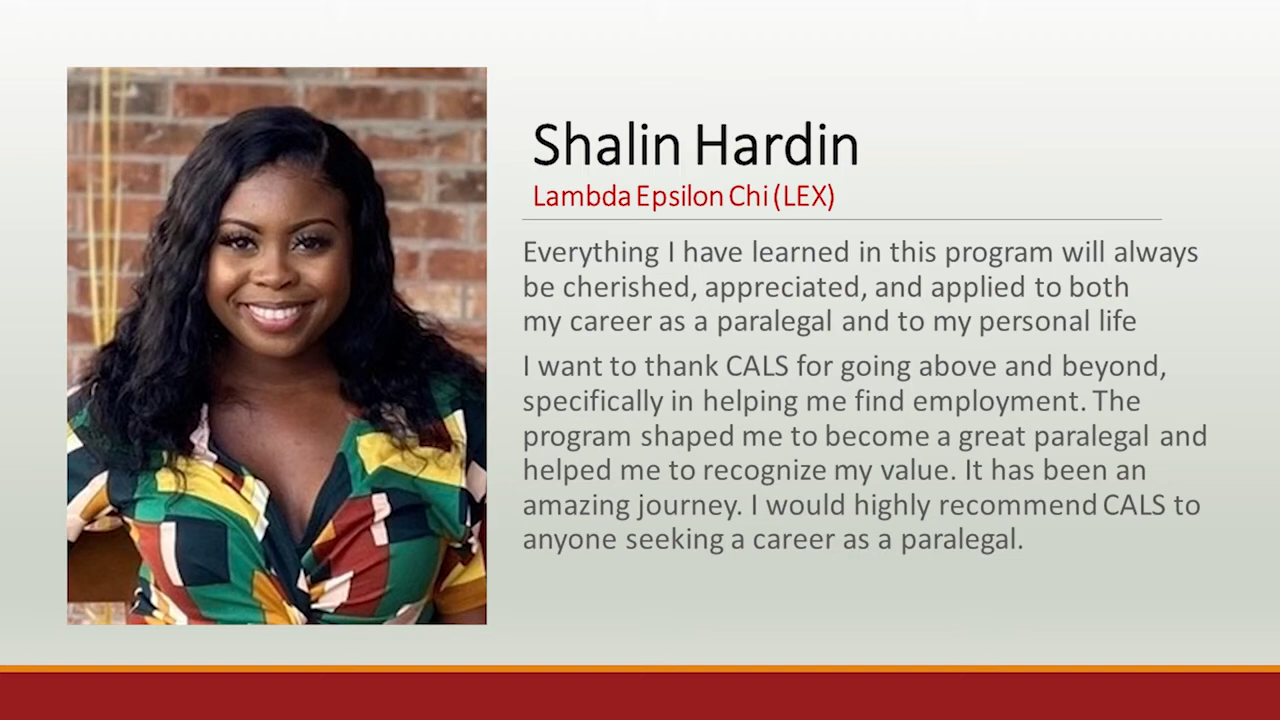 Shalin Hardin
Lambda Epsilon Chi (LEX)
Everything I have learned in this program will always
be cherished, appreciated, and applied to both
my career as a paralegal and to my personal life
I want to thank CALS for going above and beyond,
specifically in helping me find employment. The
program shaped me to become a great paralegal and
helped me to recognize my value. It has been an
amazing journey. I would highly recommend CALS to
anyone seeking a career as a paralegal.